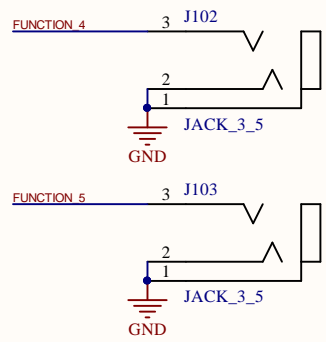 3 J102
FUNCTION_4
2
1
JACK_3_5
GND
3 J103
FUNCTION_5
2
1
JACK_3_5
GND